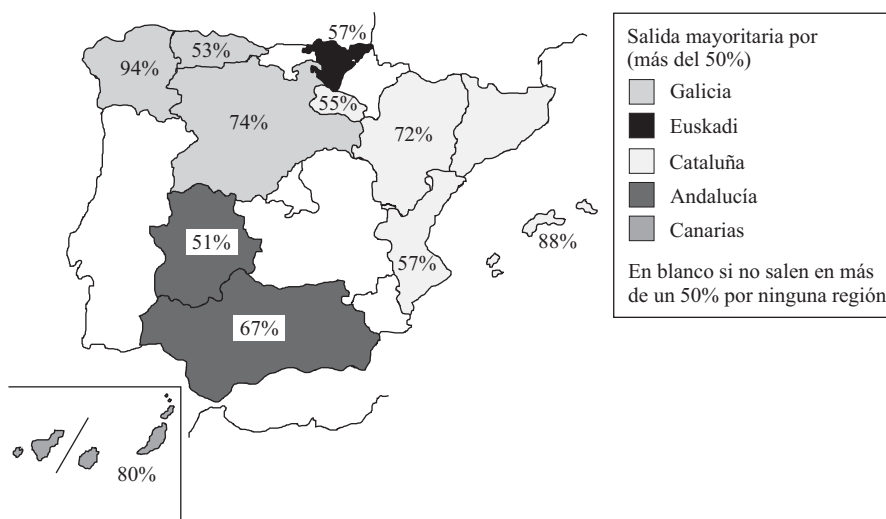 57%
53%
94%
55%
74%
72%
51%
88%
57%
67%
80%
Salida mayoritaria por
(más del 50%)
Galicia
Euskadi
Cataluña
Andalucía
Canarias
En blanco si no salen en más
de un 50% por ninguna región